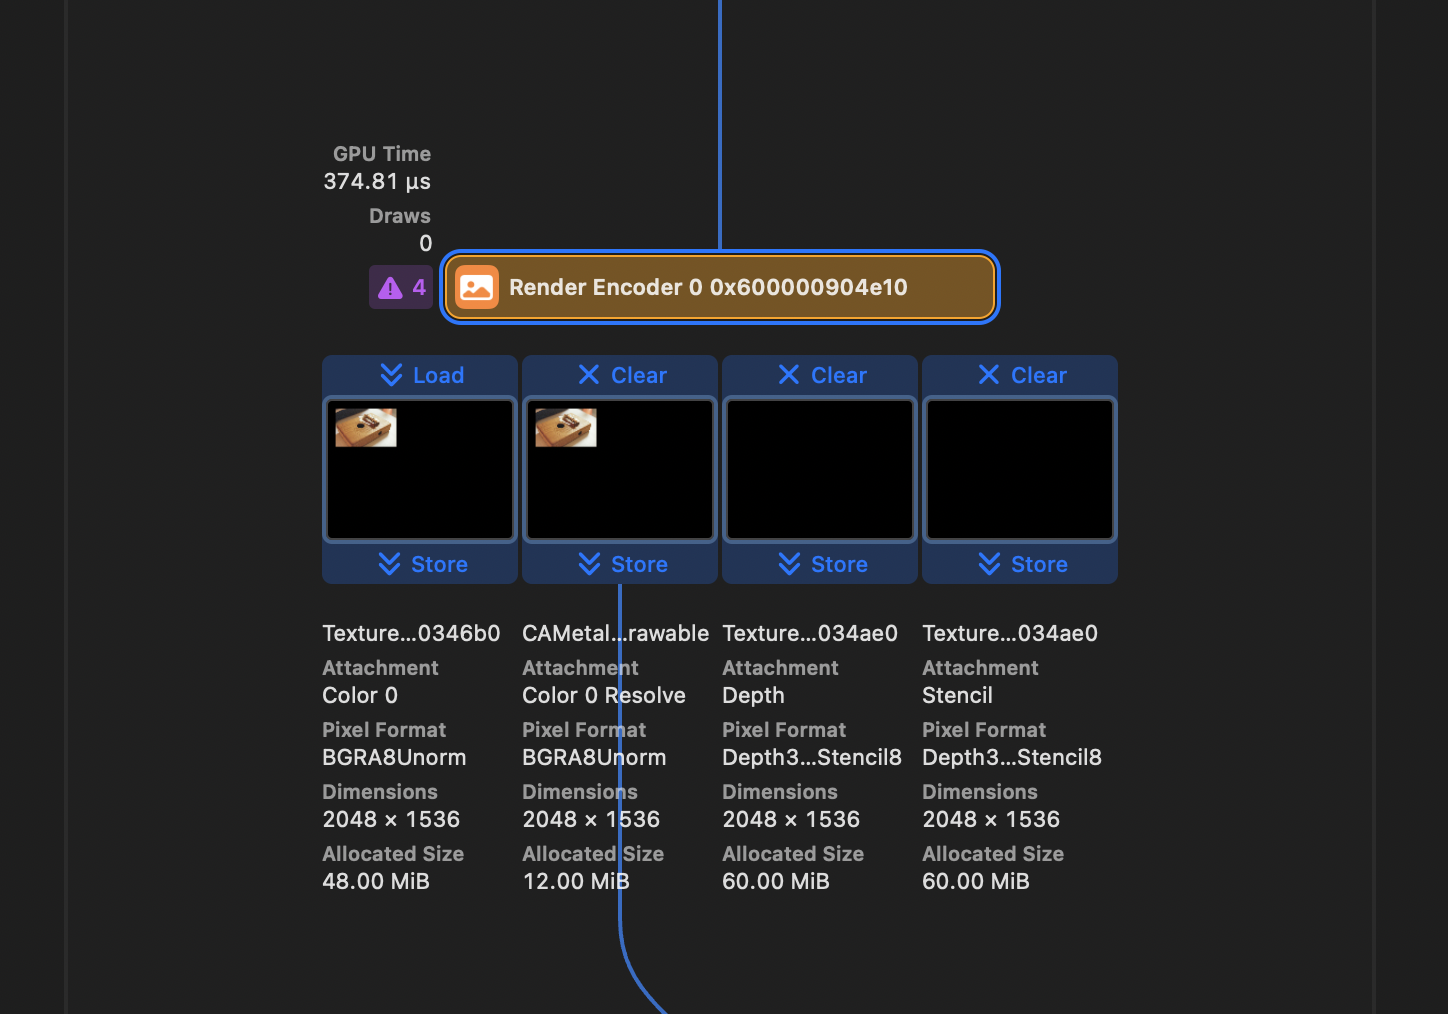 GPU Time
374.81 µs
Draws
0
4
Render Encoder 0 0x600000904e10
Load
Clear
Clear
Clear
Store
Store
Store
Store
Texture...0346b0
CAMetal...rawable
Texture...034ae0
Texture...034ae0
Attachment
Attachment
Attachment
Attachment
Color 0
Color 0 Resolve
Depth
Stencil
Pixel Format
Pixel Format
Pixel Format
Pixel Format
BGRA8Unorm
BGRA8Unorm
Depth3...Stencil8
Depth3...Stencil8
Dimensions
Dimensions
Dimensions
Dimensions
2048 × 1536
2048 × 1536
2048 × 1536
2048 × 1536
Allocated Size
Allocated Size
Allocated Size
Allocated Size
48.00 MiB
12.00 MiB
60.00 MiB
60.00 MiB